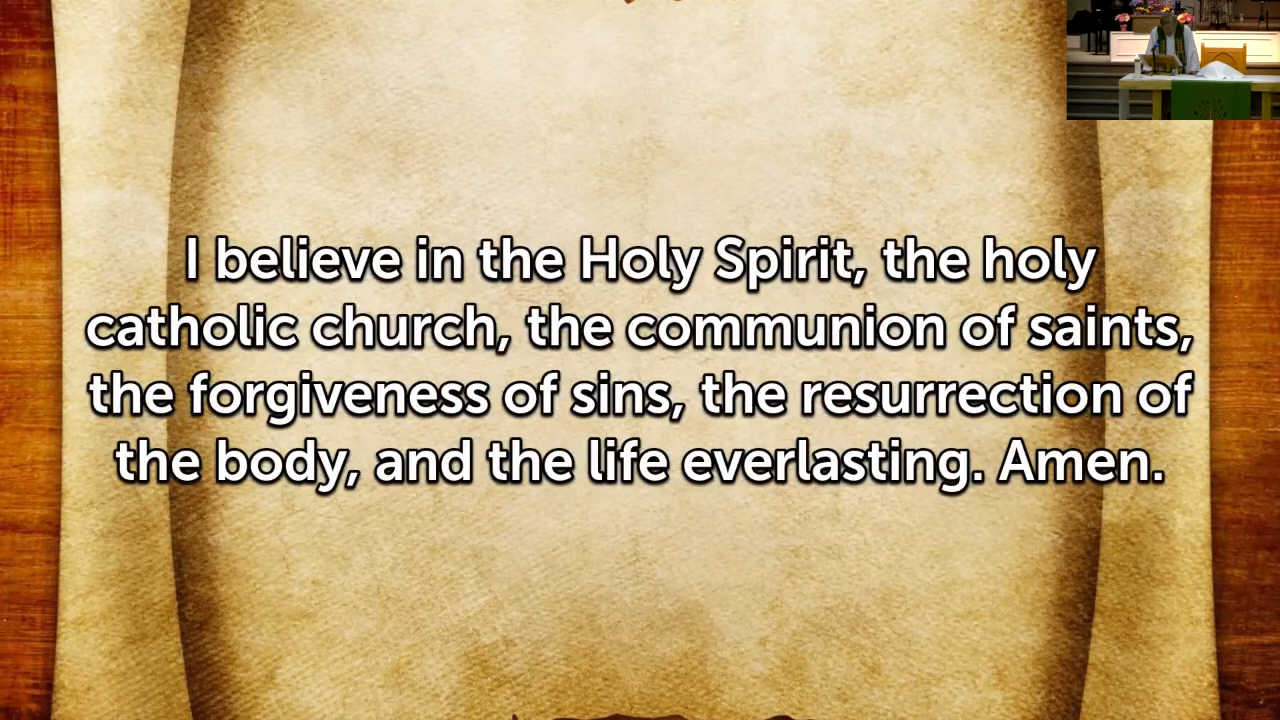 I believe in the Holy Spirit, the holy
catholic church, the communion of saints,
the forgiveness of sins, the resurrection of
the body, and the life everlasting. Amen.